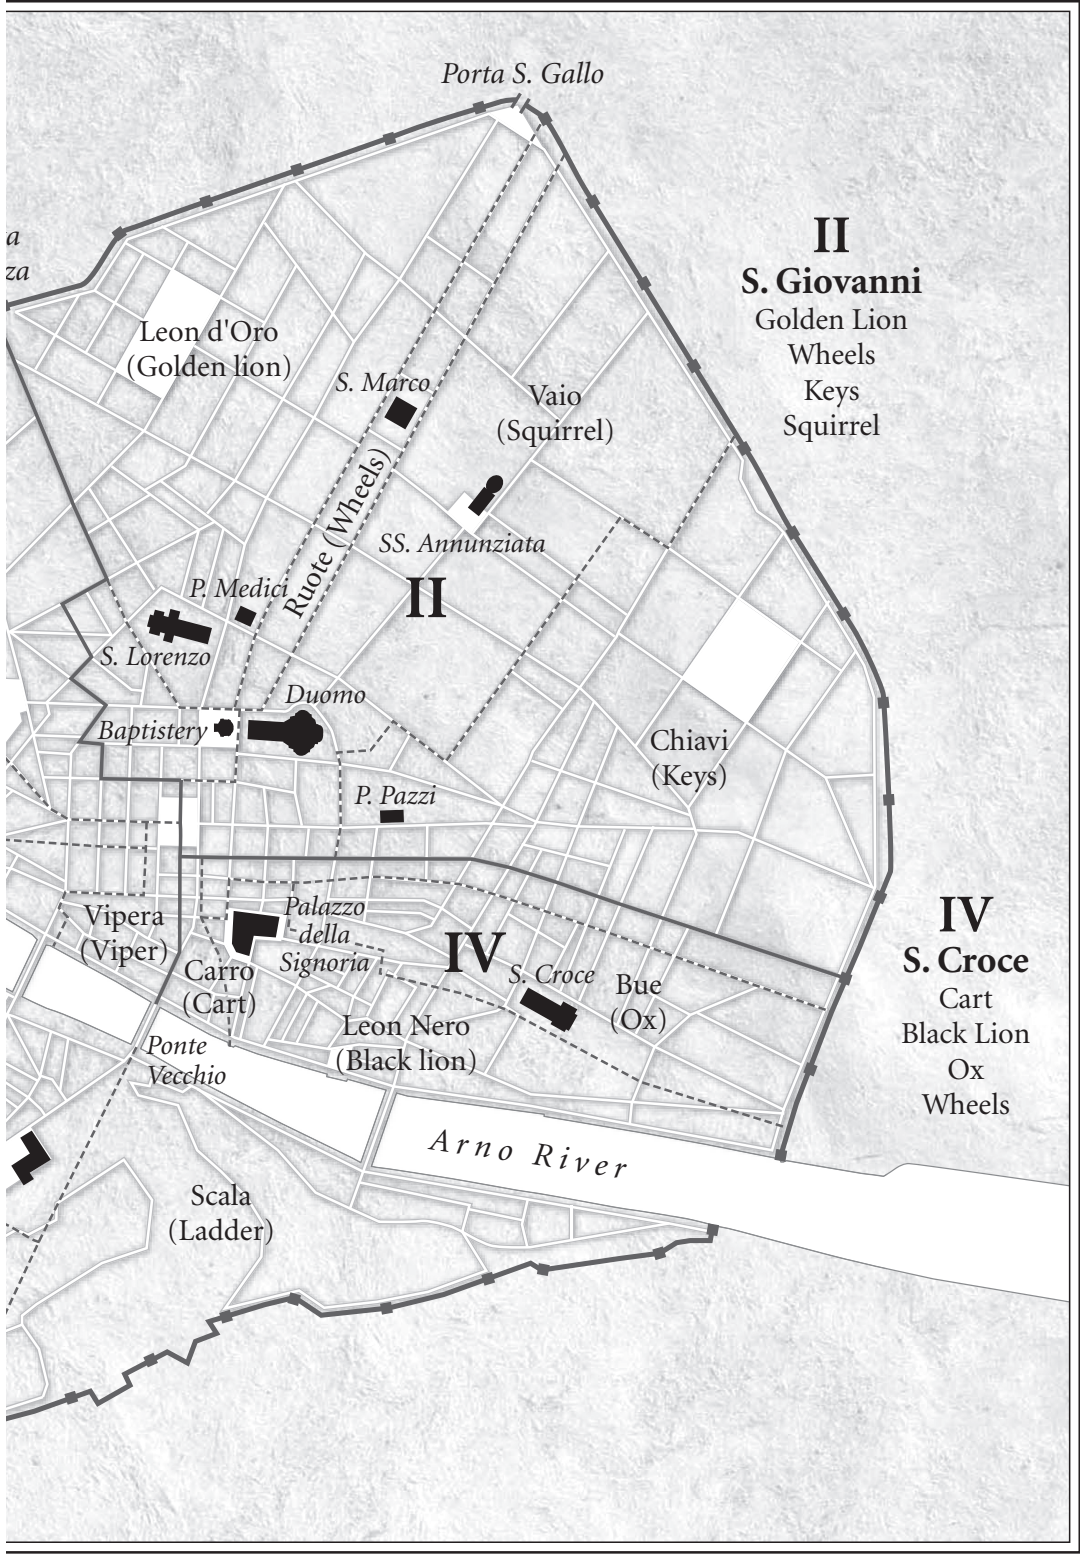 Porta S. Gallo
a
za
II
S. Giovanni
Golden Lion
Wheels
Keys
Squirrel
Leon d'Oro
(Golden lion)
S. Marco
Vaio
(Squirrel)
Ruote (Wheels)
SS. Annunziata
P. Medici
II
S. Lorenzo
Duomo
Baptistery
Chiavi
(Keys)
P. Pazzi
Palazzo
della
Signoria
Vipera
(Viper)
Carro
(Cart)
IV
S. Croce
Bue
(Ox)
Leon Nero
(Black lion)
IV
S. Croce
Cart
Black Lion
Ox
Wheels
Ponte
Vecchio
Arno River
Scala
(Ladder)